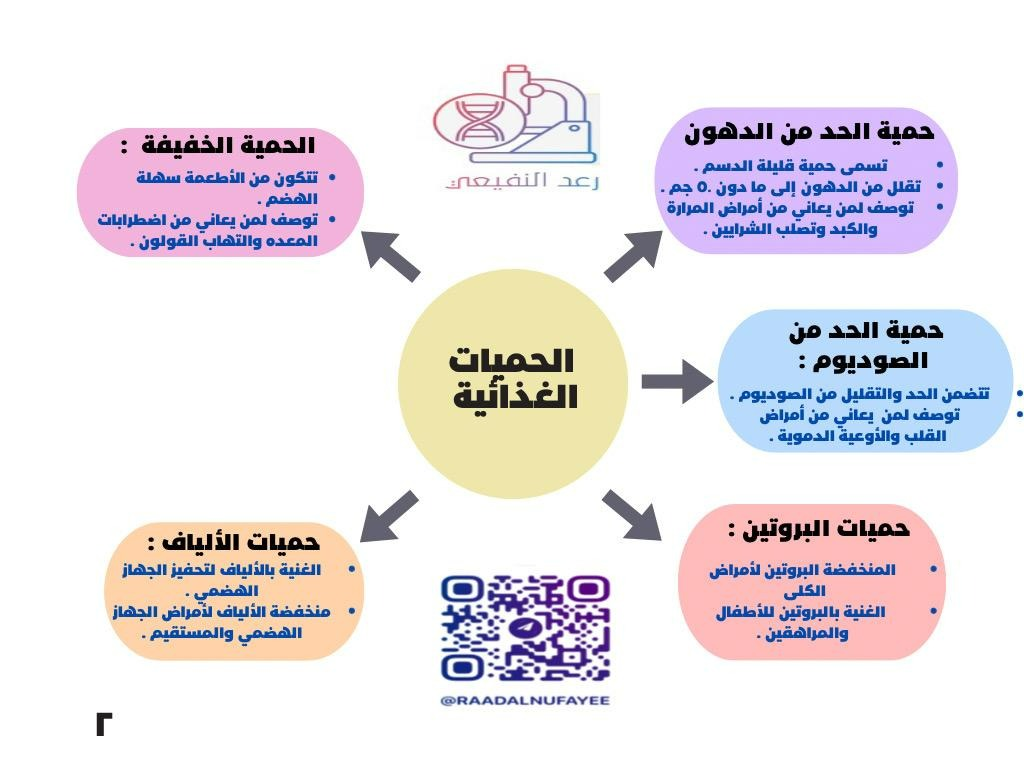 رعد النفيعي
الحميات
الغذائية
حمية الحد من الدهون
• تسمى حمية قليلة الدسم .
• تقلل من الدهون إلى ما دون ٥٠ جم .
• توصف لمن يعاني من أمراض المرارة
والكبد وتصلب الشرايين .
حمية الحد من
الصوديوم :
• تتضمن الحد والتقليل من الصوديوم .
• توصف لمن يعاني من أمراض
القلب والأوعية الدموية .
حميات البروتين :
• المنخفضة البروتين لأمراض
الكلى
• الغنية بالبروتين للأطفال
والمراهقين .
الحمية الخفيفة :
• تتكون من الأطعمة سهلة
الهضم .
• توصف لمن يعاني من اضطرابات
المعده والتهاب القولون .
حميات الألياف :
• الغنية بالألياف لتحفيز الجهاز
الهضمي .
• منخفضة الألياف لأمراض الجهاز
الهضمي والمستقيم .
@RAADALNUFAYEE